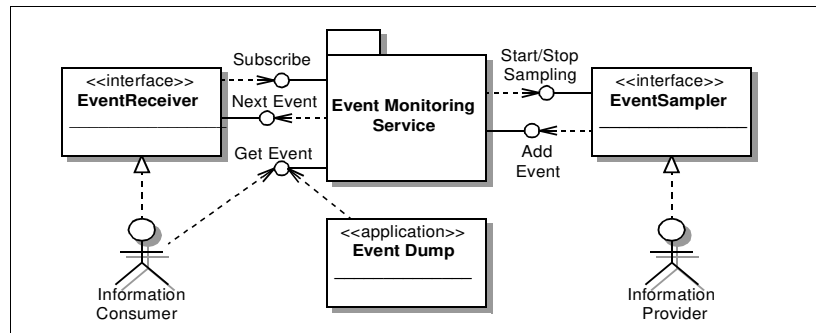 Subscribe
<<interface>>
EventReceiver
Next Event
Get Event
Event Monitoring
Service
Start/Stop
Sampling
<<interface>>
EventSampler
Add
Event
<<application>>
Event Dump
Information
Consumer
Information
Provider